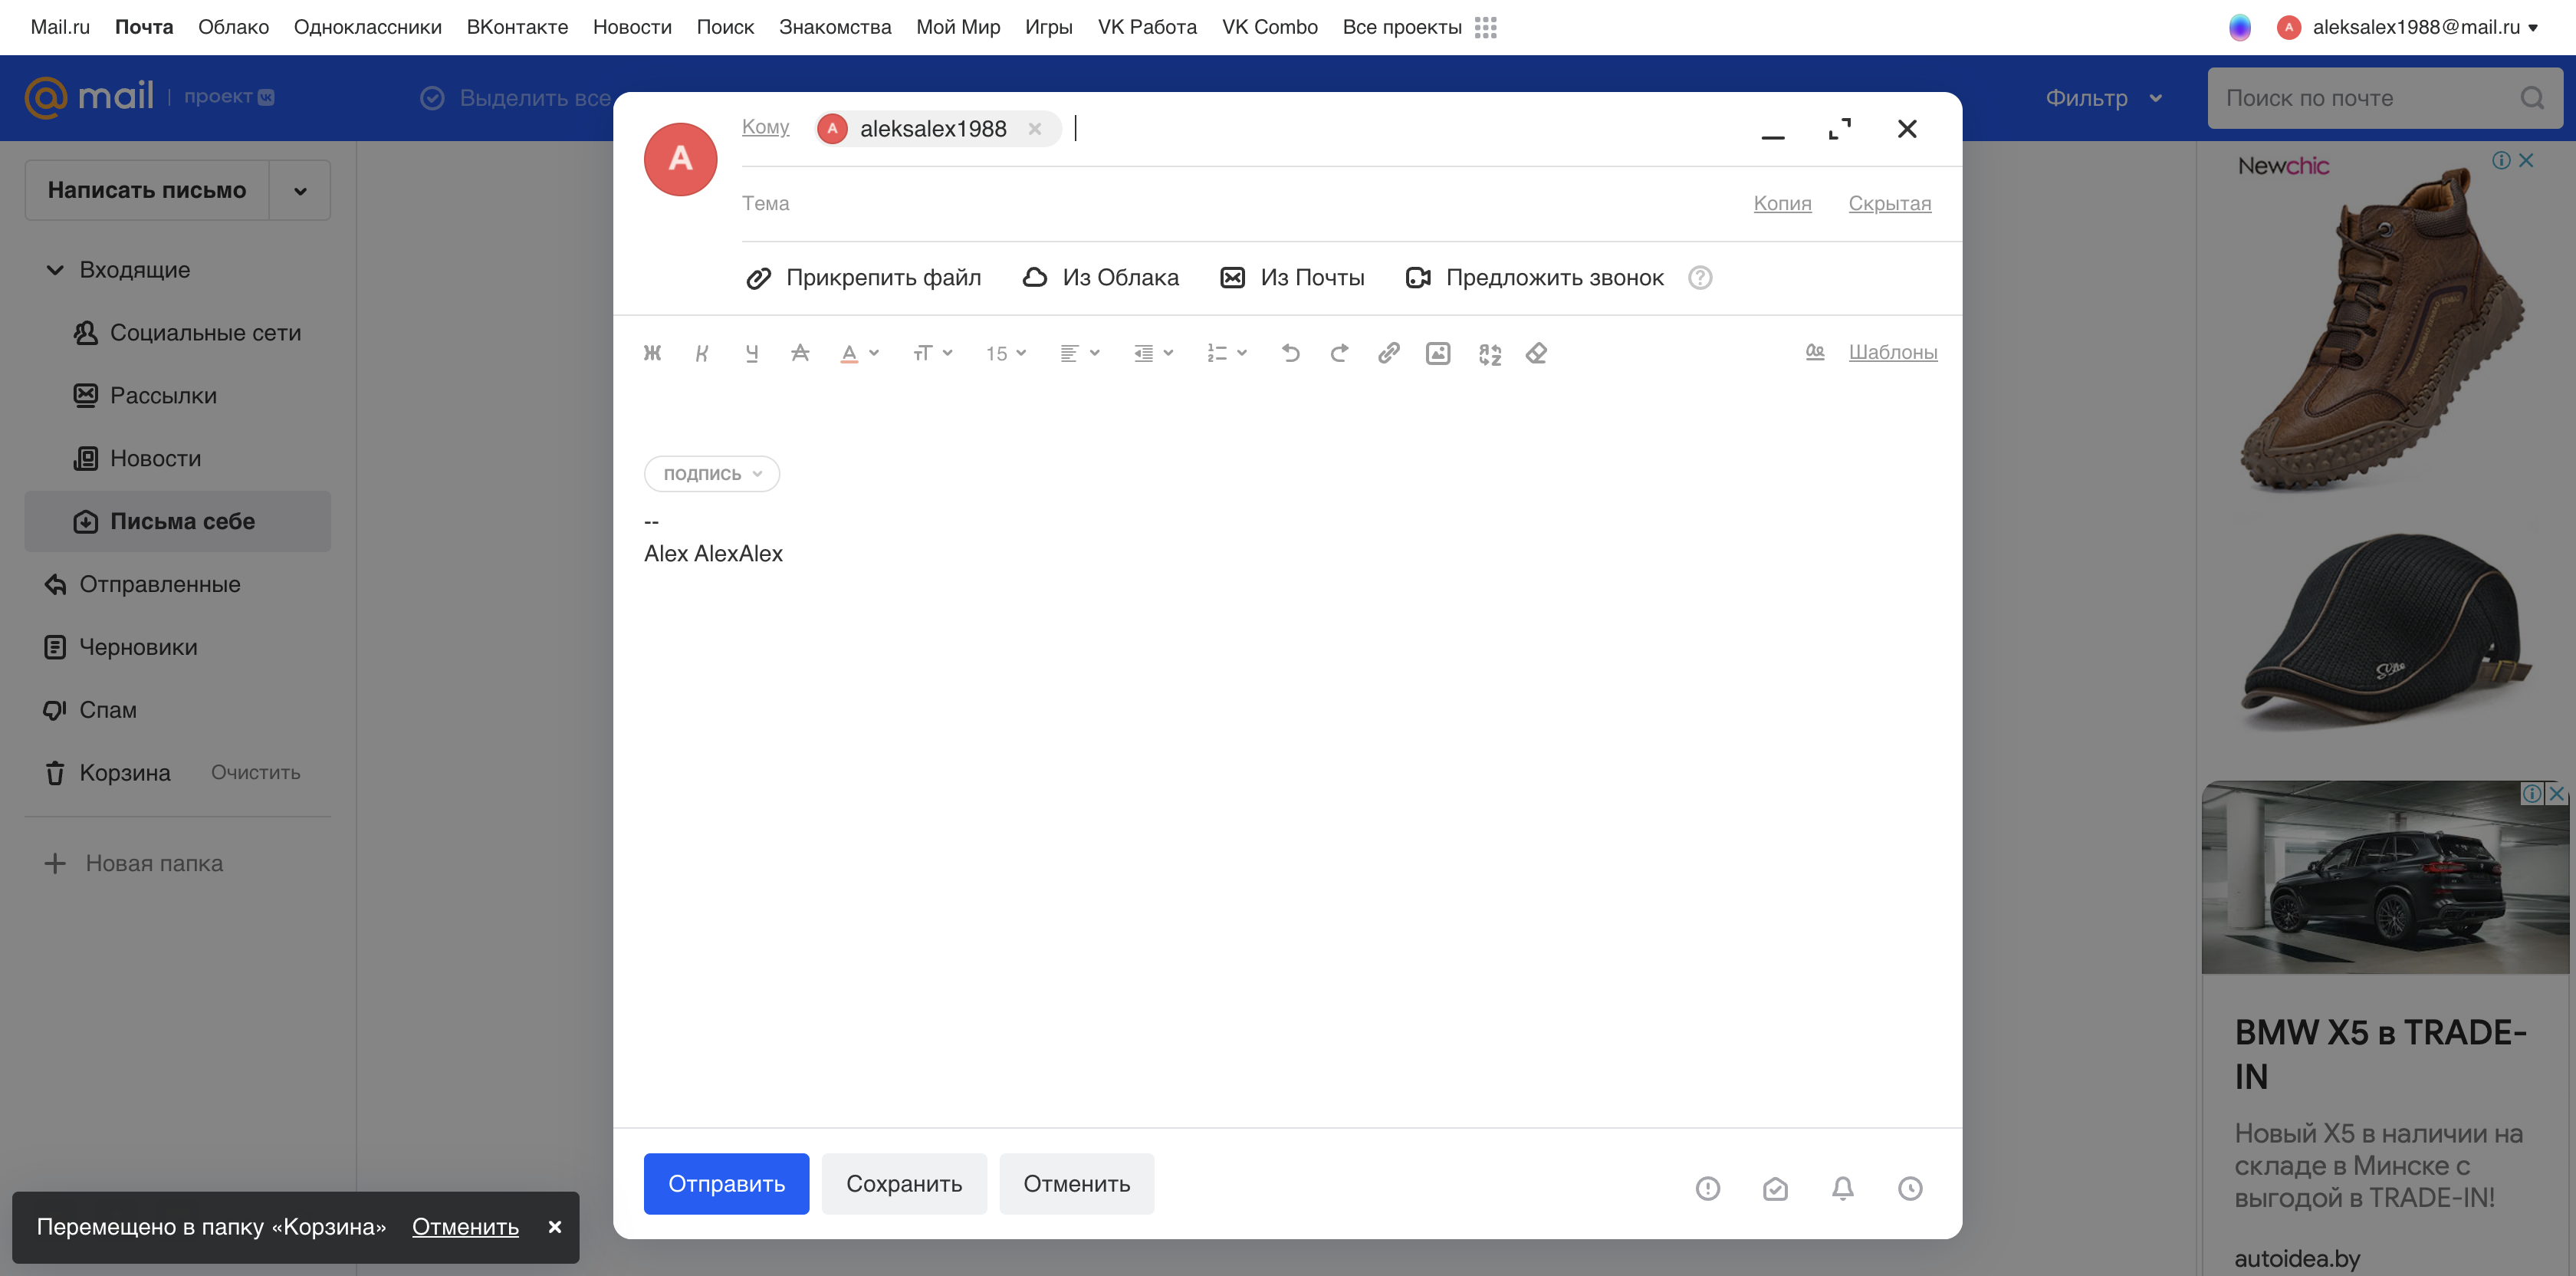 Mail.ru Почта Облако Одноклассники ВКонтакте Новости Поиск Знакомства Мой Мир Игры VK Работа VK Combo Все проекты
A aleksalex1988@mail.ru
@mail проект VK
Выделить все
Фильтр
Поиск по почте
Написать письмо
Входящие
Социальные сети
Рассылки
Новости
Письма себе
Отправленные
Черновики
Спам
Корзина Очистить
Новая папка
A
Кому A aleksalex1988
Тема Копия Скрытая
Прикрепить файл Из Облака Из Почты Предложить звонок ?
Ж К Ч А А тТ 15 Шаблоны
подпись
--
Alex AlexAlex
Отправить Сохранить Отменить
Перемещено в папку «Корзина» Отменить
Newchic
BMW X5 в TRADE-
IN
Новый X5 в наличии на
складе в Минске с
выгодой в TRADE-IN!
autoidea.by